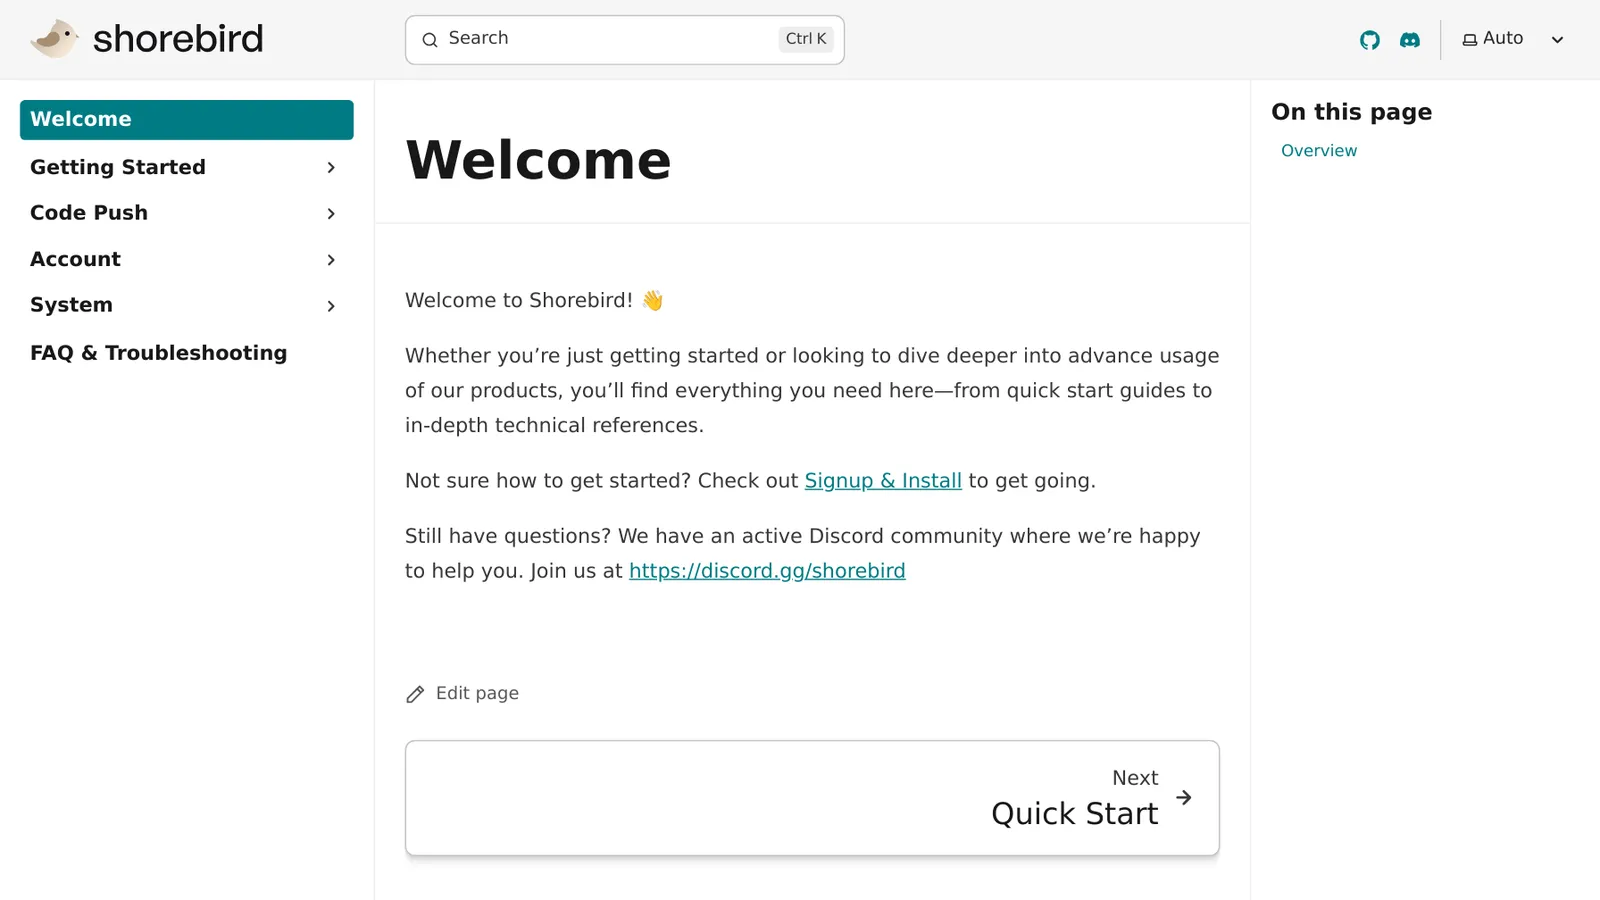 shorebird
Search
Ctrl K
Auto
Welcome
Getting Started
Code Push
Account
System
FAQ & Troubleshooting
Welcome
Welcome to Shorebird! 👋
Whether you’re just getting started or looking to dive deeper into advance usage
of our products, you’ll find everything you need here—from quick start guides to
in-depth technical references.
Not sure how to get started? Check out Signup & Install to get going.
Still have questions? We have an active Discord community where we’re happy
to help you. Join us at https://discord.gg/shorebird
Edit page
Next
Quick Start
On this page
Overview